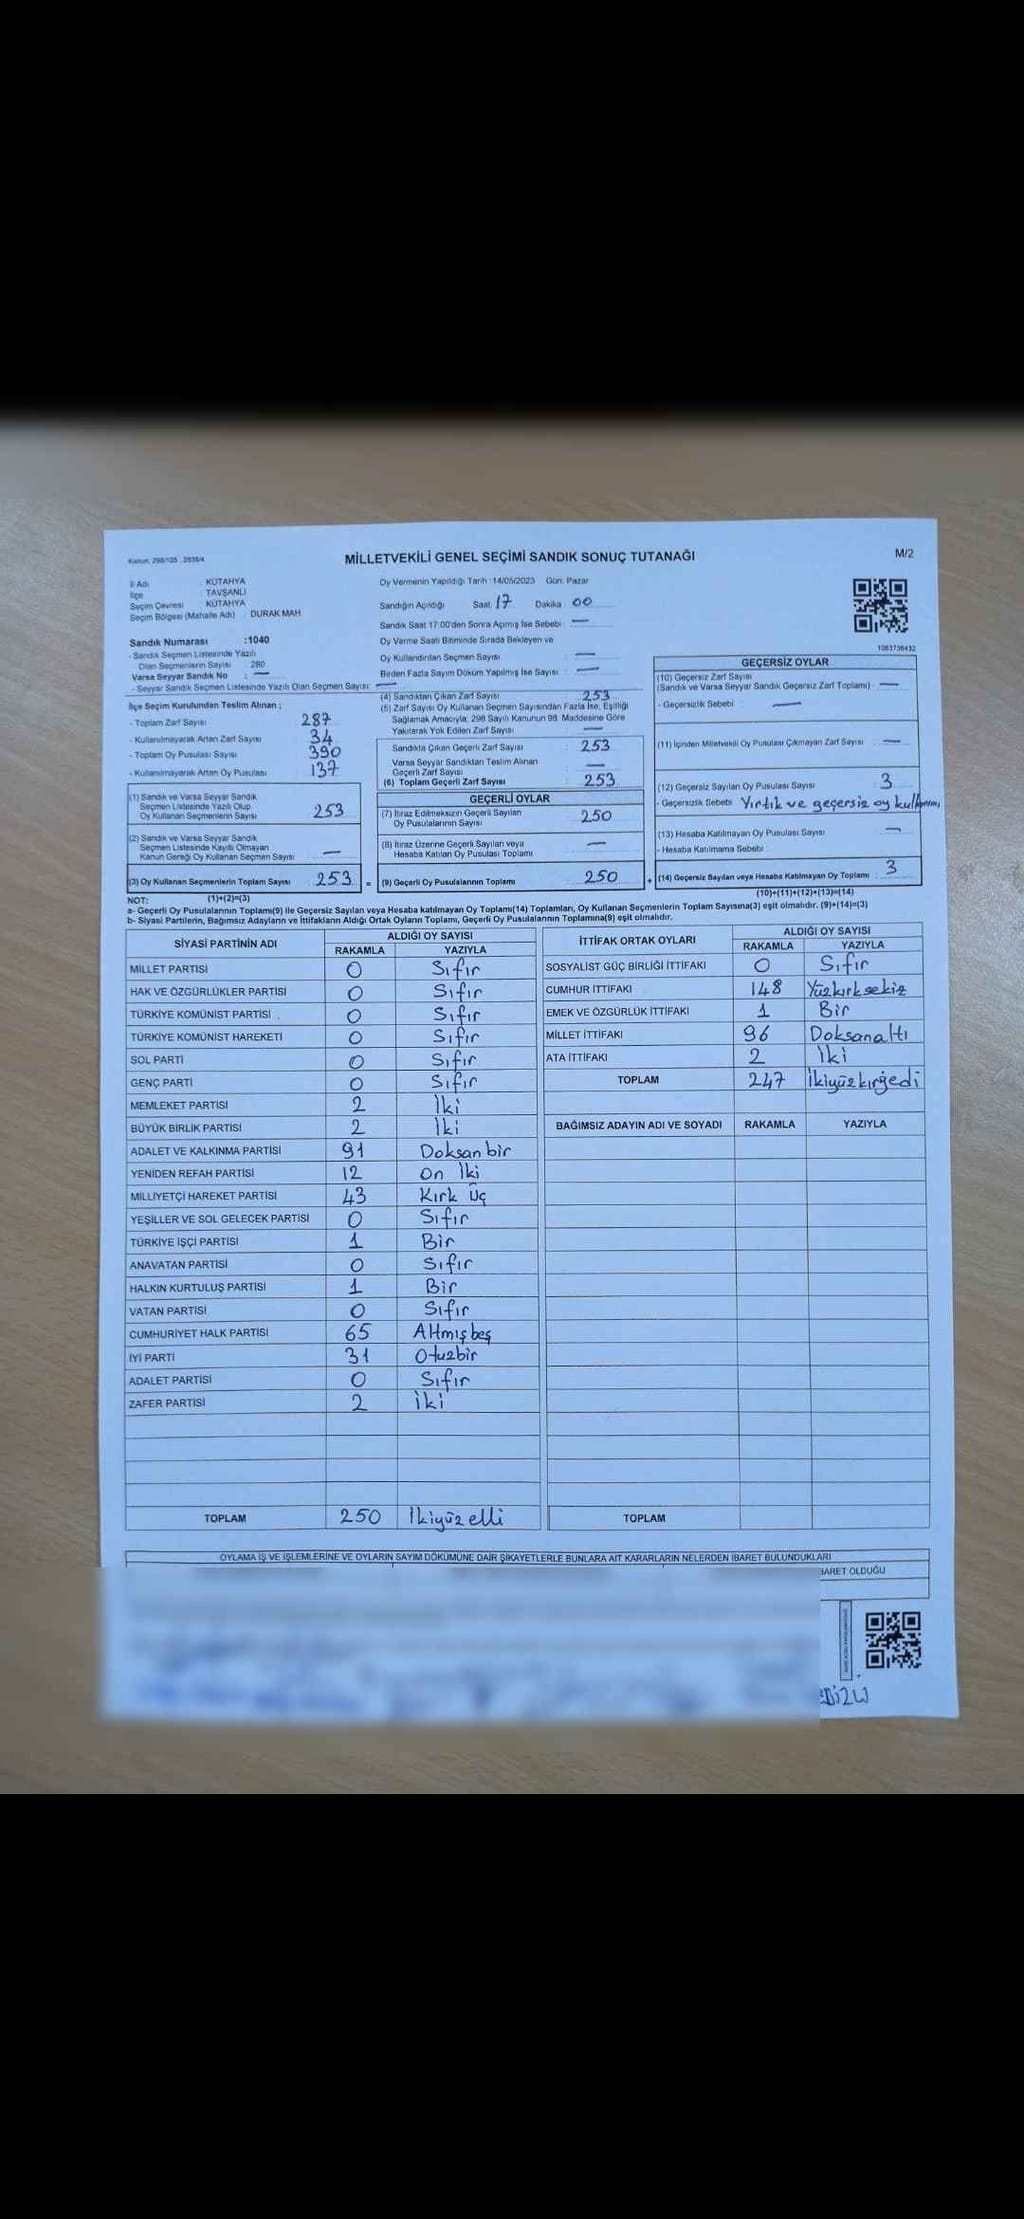 Kanun: 298/105 , 2839/4
MİLLETVEKİLİ GENEL SEÇİMİ SANDIK SONUÇ TUTANAĞI
M/2
İl Adı : KÜTAHYA
İlçe : TAVŞANLI
Seçim Çevresi : KÜTAHYA
Seçim Bölgesi (Mahalle Adı) : DURAK MAH
Sandık Numarası :1040
- Sandık Seçmen Listesinde Yazılı
Olan Seçmenlerin Sayısı : 280
Varsa Seyyar Sandık No : —
- Seyyar Sandık Seçmen Listesinde Yazılı Olan Seçmen Sayısı: —
Oy Vermenin Yapıldığı Tarih :14/05/2023 Gün: Pazar
Sandığın Açıldığı Saat: 17 Dakika 00
Sandık Saat 17:00'den Sonra Açılmış İse Sebebi : —
Oy Verme Saati Bitiminde Sırada Bekleyen ve
Oy Kullandırılan Seçmen Sayısı : —
Birden Fazla Sayım Döküm Yapılmış İse Sayısı : —
1083736432
İlçe Seçim Kurulundan Teslim Alınan ;
- Toplam Zarf Sayısı : 287
- Kullanılmayarak Artan Zarf Sayısı : 34
- Toplam Oy Pusulası Sayısı : 390
- Kullanılmayarak Artan Oy Pusulası : 137
(4) Sandıktan Çıkan Zarf Sayısı : 253
(5) Zarf Sayısı Oy Kullanan Seçmen Sayısından Fazla İse, Eşitliği
Sağlamak Amacıyla, 298 Sayılı Kanunun 98. Maddesine Göre
Yakılarak Yok Edilen Zarf Sayısı : —
Sandıkta Çıkan Geçerli Zarf Sayısı : 253
Varsa Seyyar Sandıktan Teslim Alınan
Geçerli Zarf Sayısı : —
(6) Toplam Geçerli Zarf Sayısı : 253
GEÇERSİZ OYLAR
(10) Geçersiz Zarf Sayısı
(Sandık ve Varsa Seyyar Sandık Geçersiz Zarf Toplamı) : —
- Geçersizlik Sebebi : —
(11) İçinden Milletvekili Oy Pusulası Çıkmayan Zarf Sayısı : —
(12) Geçersiz Sayılan Oy Pusulası Sayısı : 3
- Geçersizlik Sebebi : Yırtık ve geçersiz oy
(13) Hesaba Katılmayan Oy Pusulası Sayısı : —
- Hesaba Katılmama Sebebi :
(14) Geçersiz Sayılan veya Hesaba Katılmayan Oy Toplamı : 3
(1) Sandık ve Varsa Seyyar Sandık
Seçmen Listesinde Yazılı Olup
Oy Kullanan Seçmenlerin Sayısı : 253
(2) Sandık ve Varsa Seyyar Sandık
Seçmen Listesinde Kayıtlı Olmayan
Kanun Gereği Oy Kullanan Seçmen Sayısı : —
(3) Oy Kullanan Seçmenlerin Toplam Sayısı : 253 =
GEÇERLİ OYLAR
(7) İtiraz Edilmeksizin Geçerli Sayılan
Oy Pusulalarının Sayısı : 250
(8) İtiraz Üzerine Geçerli Sayılan veya
Hesaba Katılan Oy Pusulası Toplamı : —
(9) Geçerli Oy Pusulalarının Toplamı : 250 +
NOT: (1)+(2)=(3)
(10)+(11)+(12)+(13)=(14)
a- Geçerli Oy Pusulalarının Toplamı(9) ile Geçersiz Sayılan veya Hesaba katılmayan Oy Toplamı(14) Toplamları, Oy Kullanan Seçmenlerin Toplam Sayısına(3) eşit olmalıdır. (9)+(14)=(3)
b- Siyasi Partilerin, Bağımsız Adayların ve İttifakların Aldığı Ortak Oyların Toplamı, Geçerli Oy Pusulalarının Toplamına(9) eşit olmalıdır.
SİYASİ PARTİNİN ADI ALDIĞI OY SAYISI
RAKAMLA YAZIYLA
MİLLET PARTİSİ 0 Sıfır
HAK VE ÖZGÜRLÜKLER PARTİSİ 0 Sıfır
TÜRKİYE KOMÜNİST PARTİSİ 0 Sıfır
TÜRKİYE KOMÜNİST HAREKETİ 0 Sıfır
SOL PARTİ 0 Sıfır
GENÇ PARTİ 0 Sıfır
MEMLEKET PARTİSİ 2 İki
BÜYÜK BİRLİK PARTİSİ 2 İki
ADALET VE KALKINMA PARTİSİ 91 Doksan bir
YENİDEN REFAH PARTİSİ 12 On İki
MİLLİYETÇİ HAREKET PARTİSİ 43 Kırk Üç
YEŞİLLER VE SOL GELECEK PARTİSİ 0 Sıfır
TÜRKİYE İŞÇİ PARTİSİ 1 Bir
ANAVATAN PARTİSİ 0 Sıfır
HALKIN KURTULUŞ PARTİSİ 1 Bir
VATAN PARTİSİ 0 Sıfır
CUMHURİYET HALK PARTİSİ 65 Altmış beş
İYİ PARTİ 31 Otuzbir
ADALET PARTİSİ 0 Sıfır
ZAFER PARTİSİ 2 İki
TOPLAM 250 İkiyüz elli
İTTİFAK ORTAK OYLARI ALDIĞI OY SAYISI
RAKAMLA YAZIYLA
SOSYALİST GÜÇ BİRLİĞİ İTTİFAKI 0 Sıfır
CUMHUR İTTİFAKI 148 Yüzkırksekiz
EMEK VE ÖZGÜRLÜK İTTİFAKI 1 Bir
MİLLET İTTİFAKI 96 Doksanaltı
ATA İTTİFAKI 2 İki
TOPLAM 247 İkiyüzkıryedi
BAĞIMSIZ ADAYIN ADI VE SOYADI RAKAMLA YAZIYLA
TOPLAM
OYLAMA İŞ VE İŞLEMLERİNE VE OYLARIN SAYIM DÖKÜMÜNE DAİR ŞİKAYETLERLE BUNLARA AİT KARARLARIN NELERDEN İBARET BULUNDUKLARI
BARET OLDUĞU